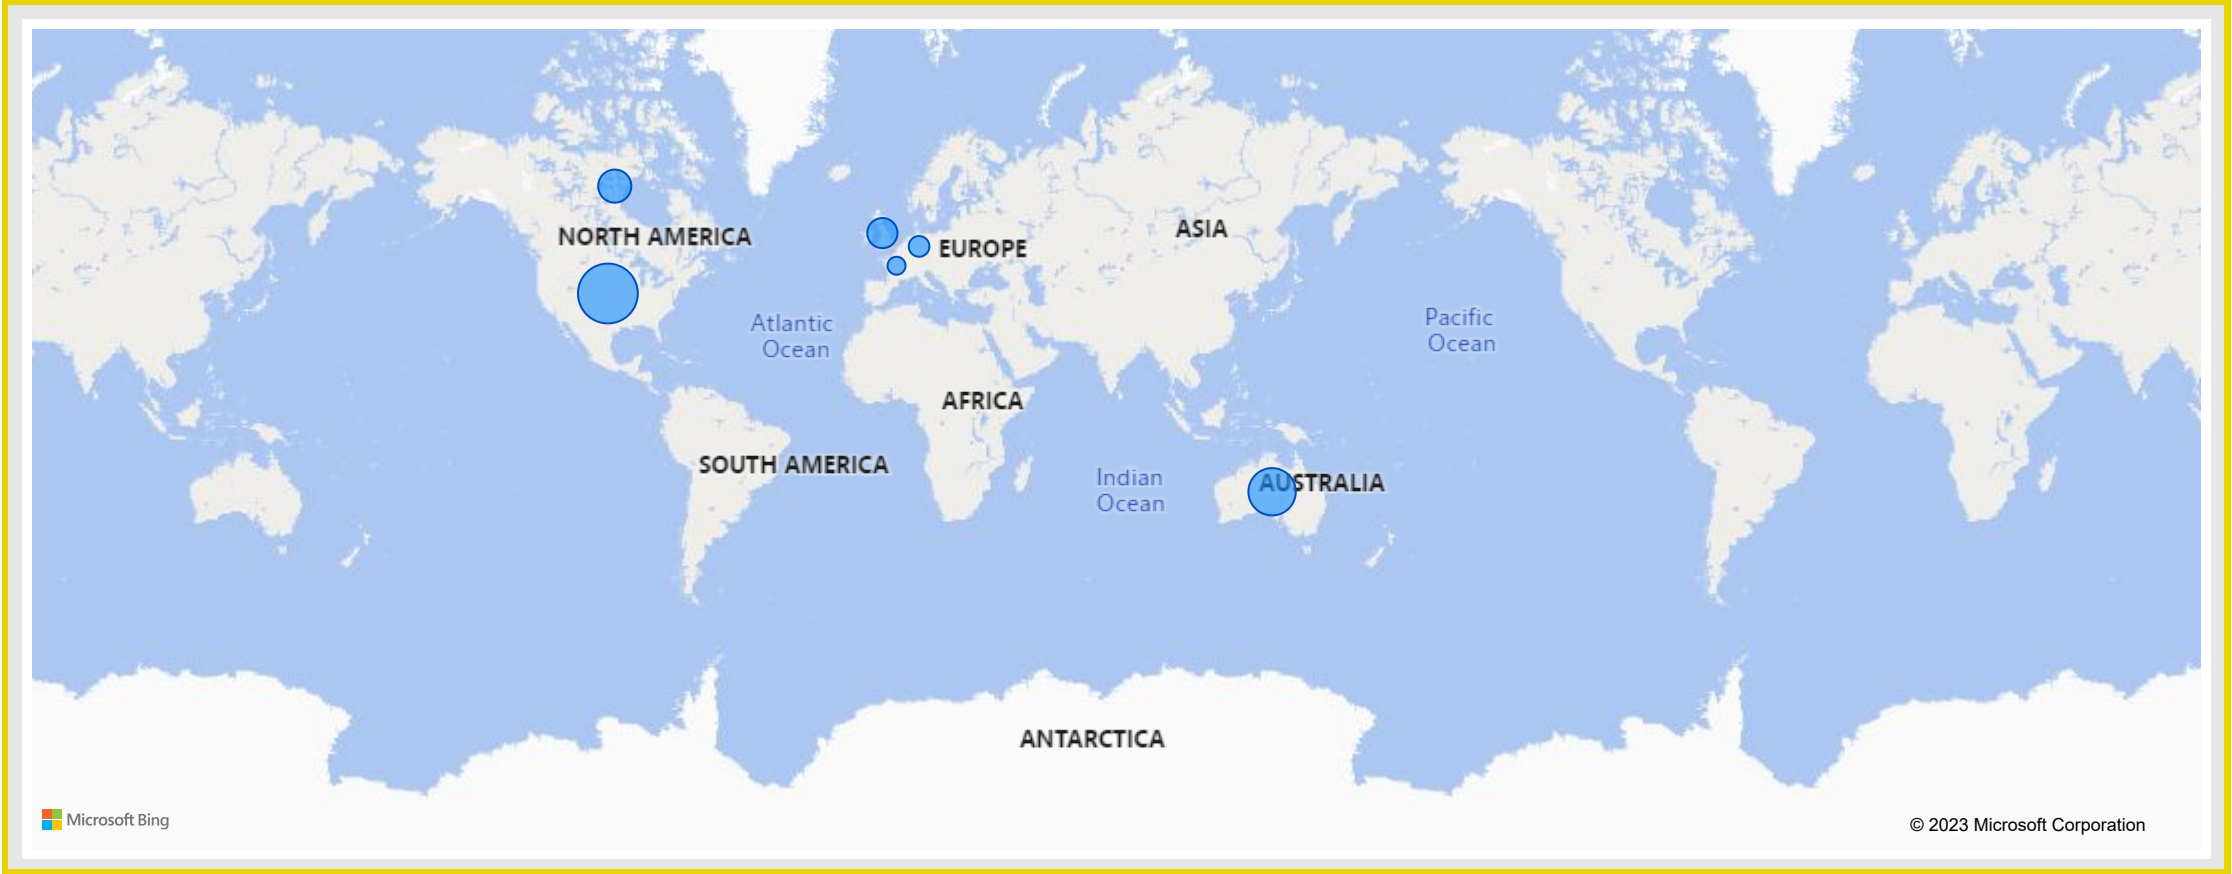 NORTH AMERICA
EUROPE
ASIA
Atlantic
Ocean
Pacific
Ocean
AFRICA
SOUTH AMERICA
Indian
Ocean
AUSTRALIA
ANTARCTICA
Microsoft Bing
© 2023 Microsoft Corporation